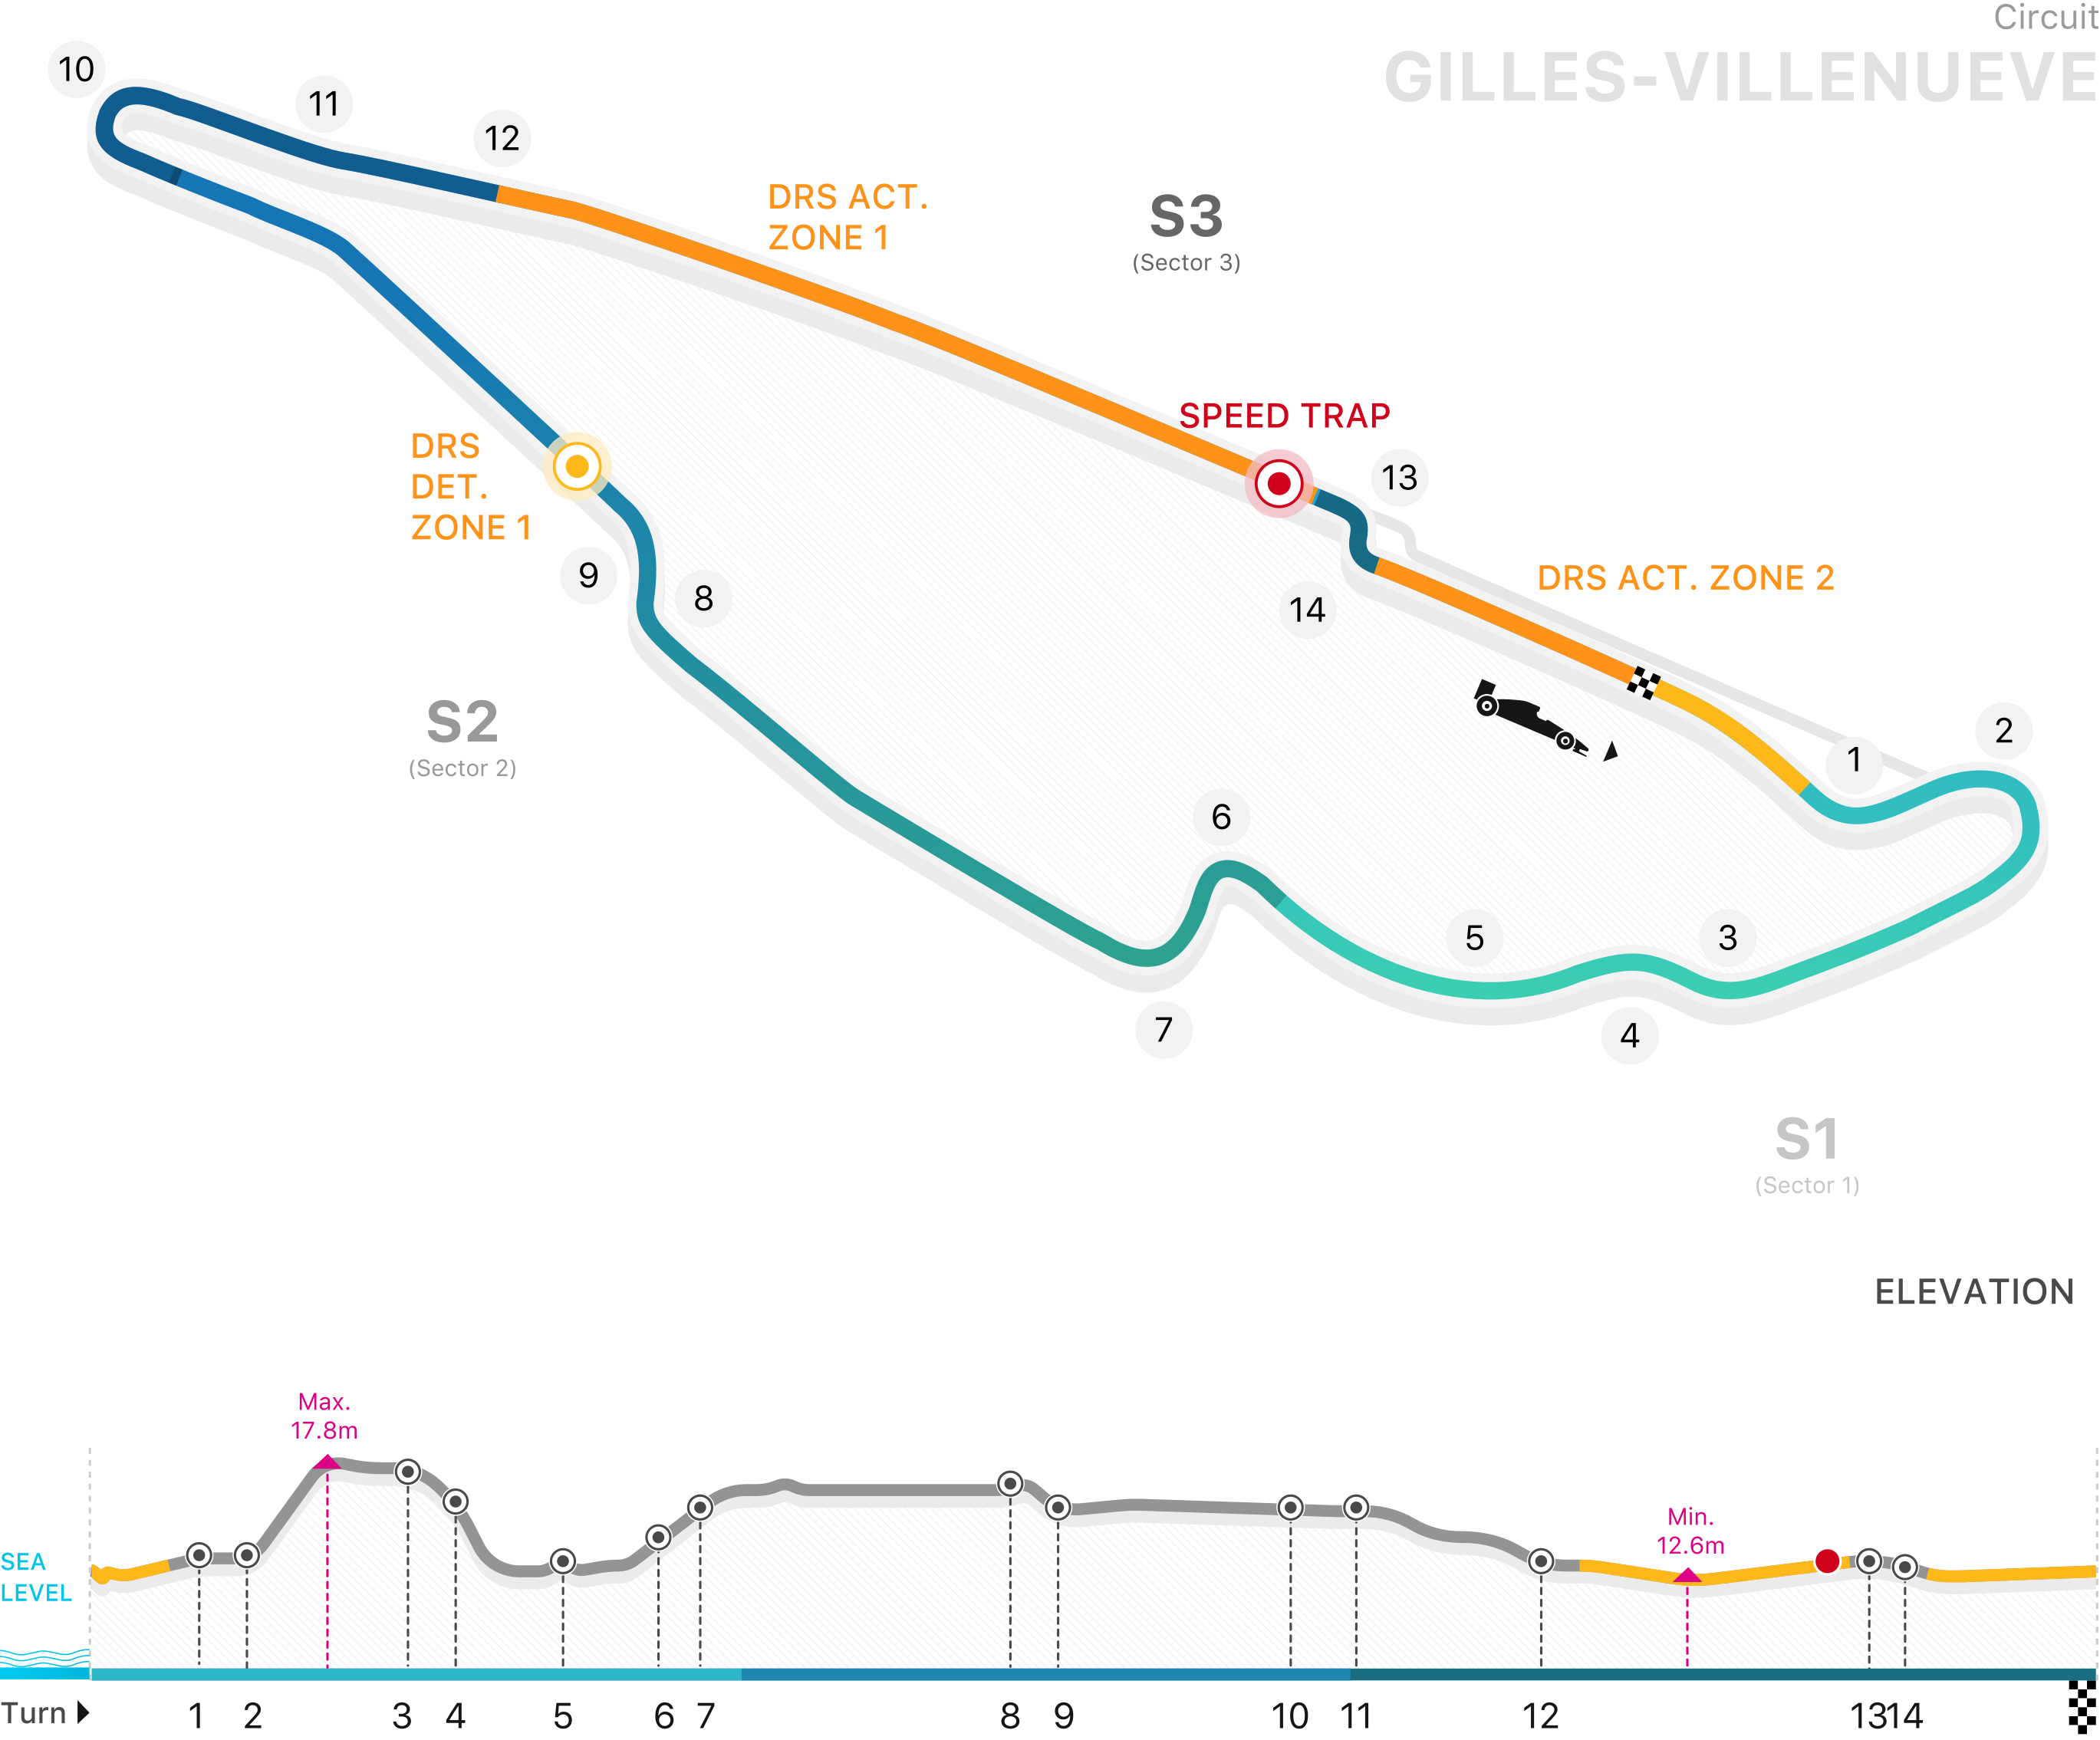 Circuit
GILLES-VILLENEUVE
10
11
12
DRS ACT.
ZONE 1
S3
(Sector 3)
SPEED TRAP
13
DRS
DET.
ZONE 1
9
8
14
DRS ACT. ZONE 2
S2
(Sector 2)
1
2
6
5
3
7
4
S1
(Sector 1)
ELEVATION
Max.
17.8m
Min.
12.6m
SEA
LEVEL
Turn 1 2 3 4 5 6 7 8 9 10 11 12 13 14